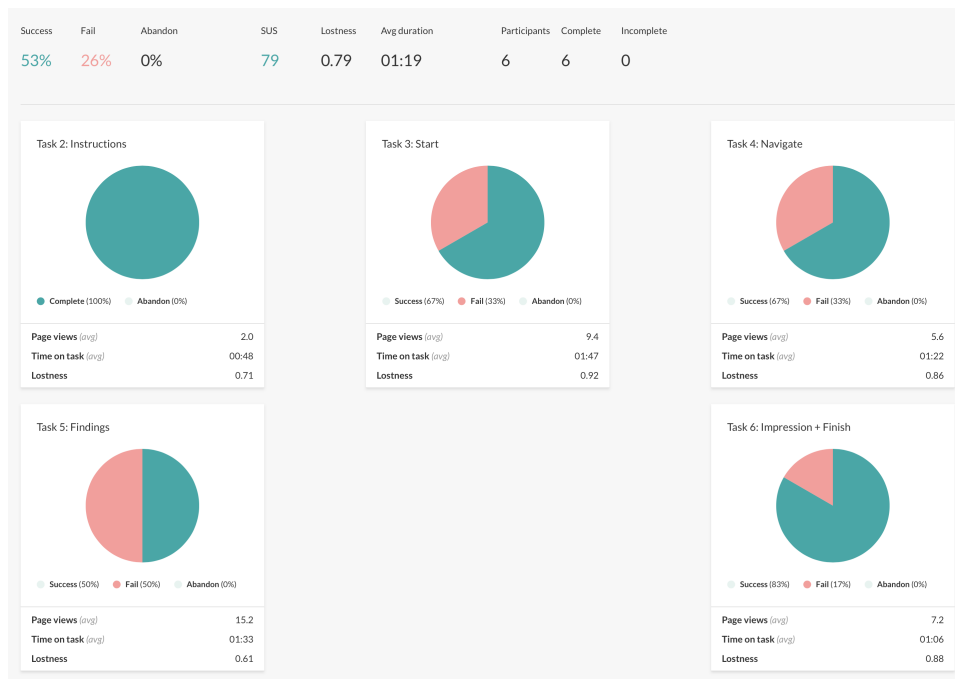 Success Fail Abandon SUS Lostness Avg duration Participants Complete Incomplete
53% 26% 0% 79 0.79 01:19 6 6 0
Task 2: Instructions
Complete (100%) Abandon (0%)
Page views (avg) 2.0
Time on task (avg) 00:48
Lostness 0.71
Task 3: Start
Success (67%) Fail (33%) Abandon (0%)
Page views (avg) 9.4
Time on task (avg) 01:47
Lostness 0.92
Task 4: Navigate
Success (67%) Fail (33%) Abandon (0%)
Page views (avg) 5.6
Time on task (avg) 01:22
Lostness 0.86
Task 5: Findings
Success (50%) Fail (50%) Abandon (0%)
Page views (avg) 15.2
Time on task (avg) 01:33
Lostness 0.61
Task 6: Impression + Finish
Success (83%) Fail (17%) Abandon (0%)
Page views (avg) 7.2
Time on task (avg) 01:06
Lostness 0.88